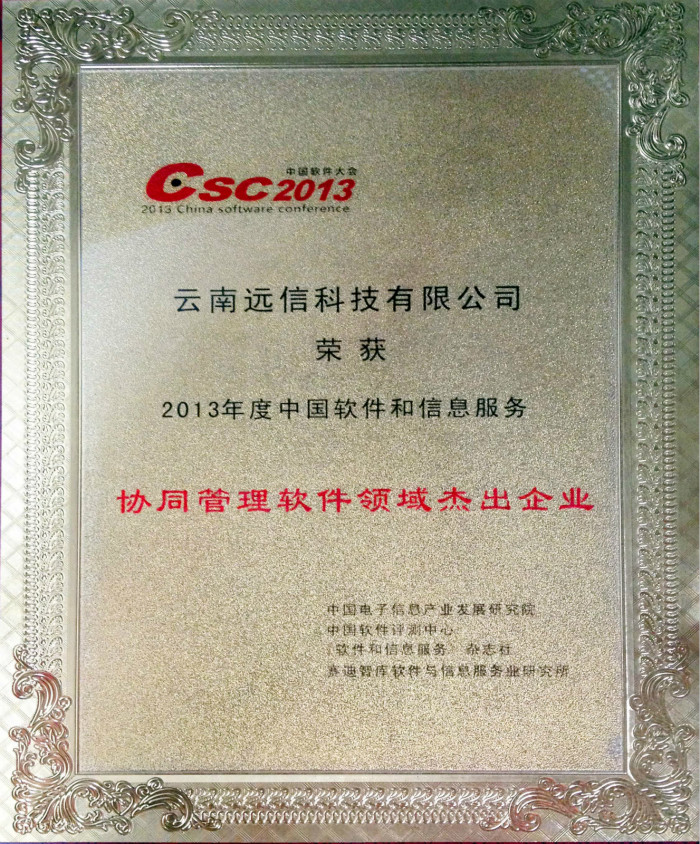 中国软件大会
CSC2013
2013 China software conference
云南远信科技有限公司
荣获
2013年度中国软件和信息服务
协同管理软件领域杰出企业
中国电子信息产业发展研究院
中国软件评测中心
《软件和信息服务》杂志社
赛迪智库软件与信息服务业研究所